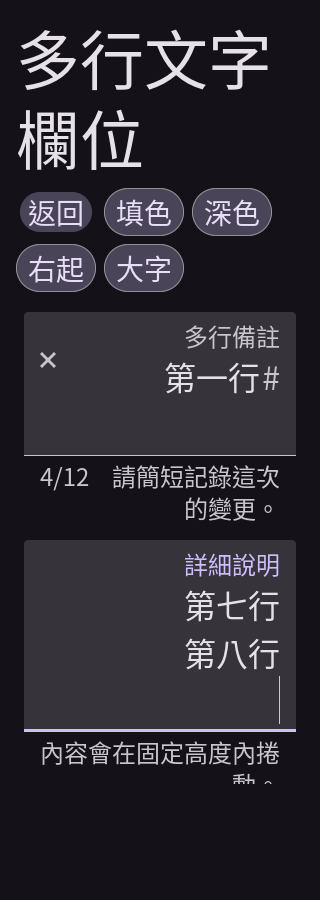 多行文字
欄位
返回 填色 深色
右起 大字
多行備註
× 第一行#
4/12 請簡短記錄這次
的變更。
詳細說明
第七行
第八行
內容會在固定高度內捲
動。